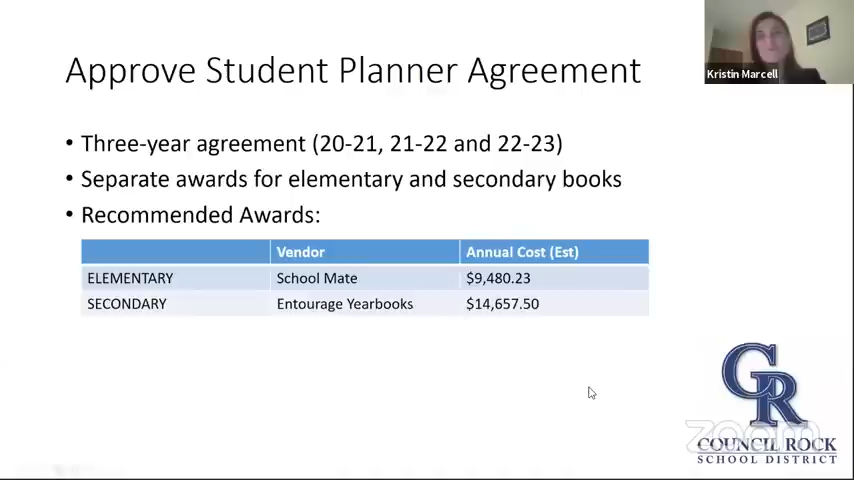 Kristin Marcell
Approve Student Planner Agreement
• Three-year agreement (20-21, 21-22 and 22-23)
• Separate awards for elementary and secondary books
• Recommended Awards:
Vendor Annual Cost (Est)
ELEMENTARY School Mate $9,480.23
SECONDARY Entourage Yearbooks $14,657.50
CR
zoom
COUNCIL ROCK
SCHOOL DISTRICT